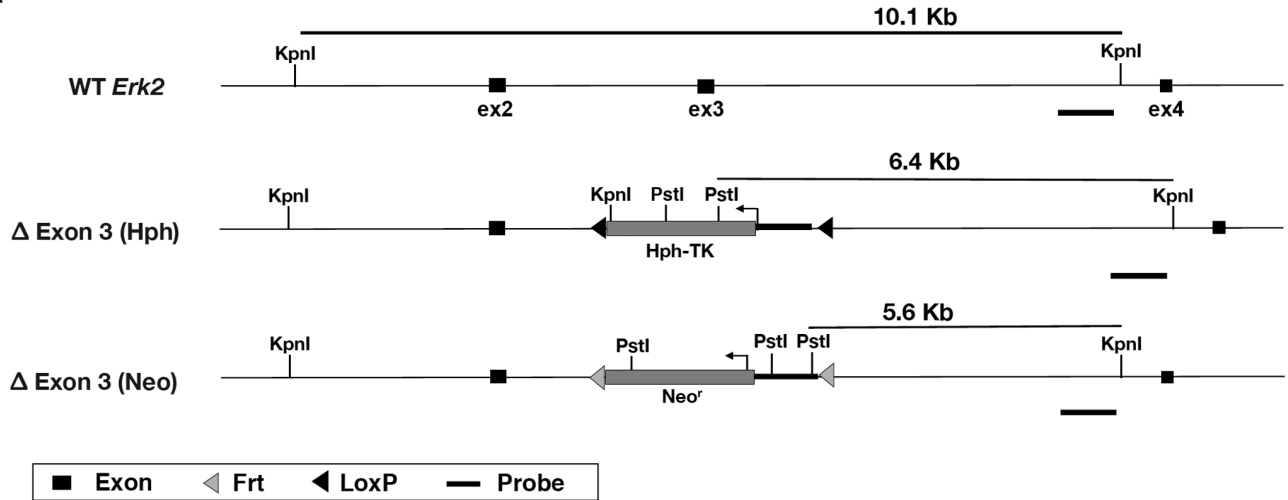 10.1 Kb
KpnI KpnI
WT Erk2
ex2 ex3 ex4
6.4 Kb
KpnI KpnI PstI PstI KpnI
Δ Exon 3 (Hph)
Hph-TK
5.6 Kb
KpnI PstI PstI PstI KpnI
Δ Exon 3 (Neo)
Neoʳ
Exon Frt LoxP Probe